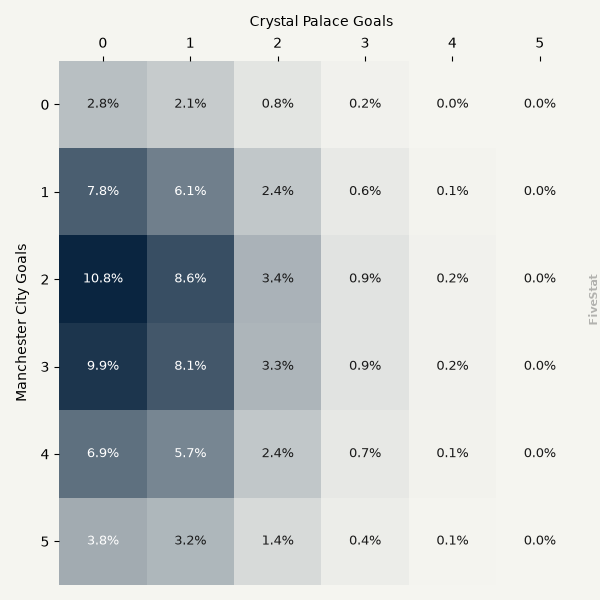 Crystal Palace Goals
0 1 2 3 4 5
Manchester City Goals
0 2.8% 2.1% 0.8% 0.2% 0.0% 0.0%
1 7.8% 6.1% 2.4% 0.6% 0.1% 0.0%
2 10.8% 8.6% 3.4% 0.9% 0.2% 0.0%
3 9.9% 8.1% 3.3% 0.9% 0.2% 0.0%
4 6.9% 5.7% 2.4% 0.7% 0.1% 0.0%
5 3.8% 3.2% 1.4% 0.4% 0.1% 0.0%
FiveStat